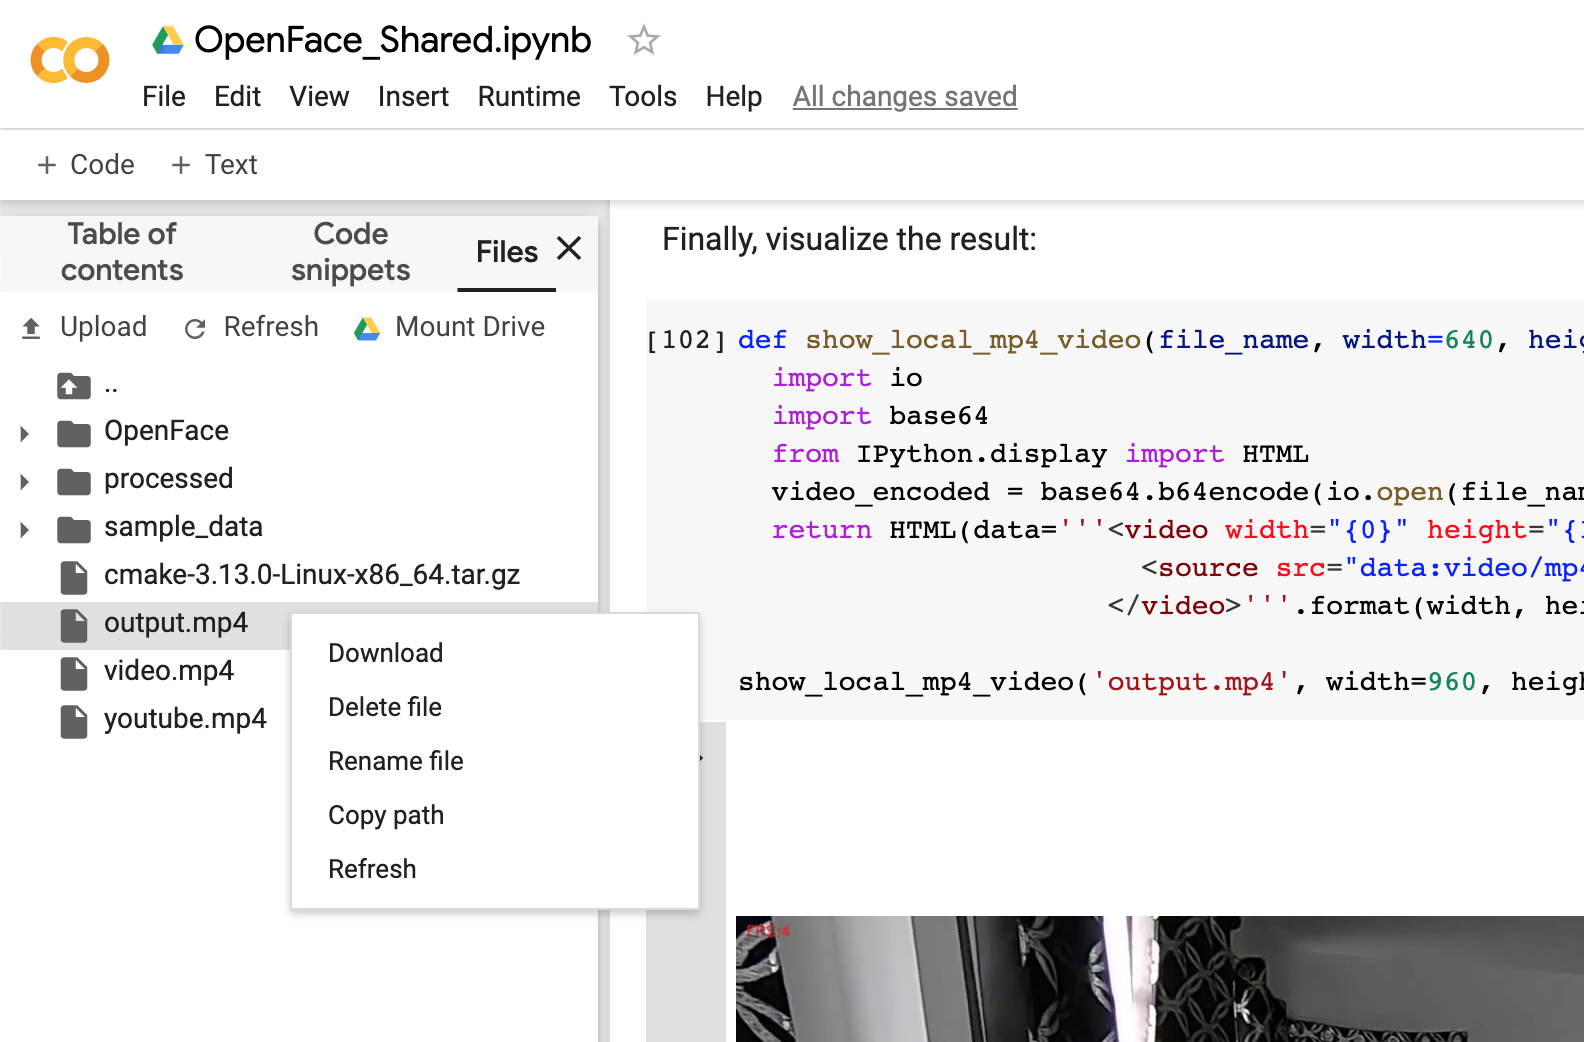 OpenFace_Shared.ipynb
File Edit View Insert Runtime Tools Help All changes saved
+ Code + Text
Table of contents
Code snippets
Files
Upload Refresh Mount Drive
..
OpenFace
processed
sample_data
cmake-3.13.0-Linux-x86_64.tar.gz
output.mp4
video.mp4
youtube.mp4
Download
Delete file
Rename file
Copy path
Refresh
Finally, visualize the result:
[102] def show_local_mp4_video(file_name, width=640, heig
import io
import base64
from IPython.display import HTML
video_encoded = base64.b64encode(io.open(file_nam
return HTML(data='''<video width="{0}" height="{1
<source src="data:video/mp4
</video>'''.format(width, hei
show_local_mp4_video('output.mp4', width=960, heigh
FPS:4